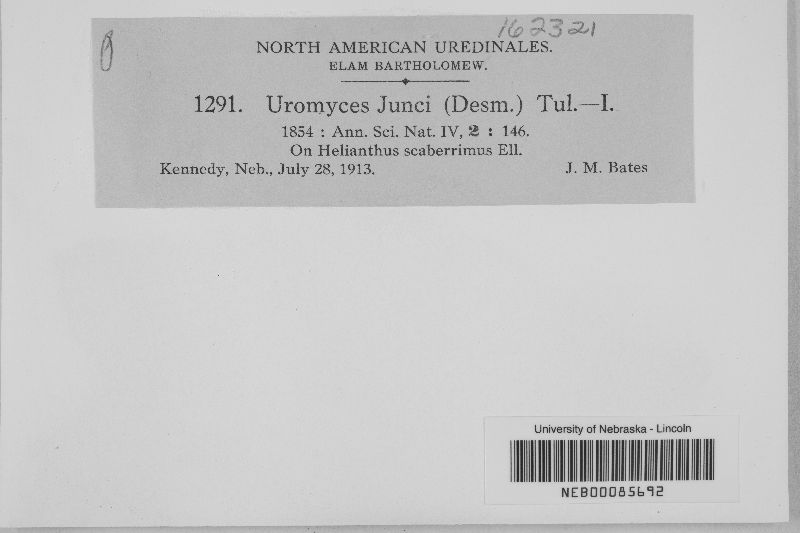 162321
NORTH AMERICAN UREDINALES.
ELAM BARTHOLOMEW.
1291. Uromyces Junci (Desm.) Tul.—I.
1854 : Ann. Sci. Nat. IV, 2 : 146.
On Helianthus scaberrimus Ell.
Kennedy, Neb., July 28, 1913. J. M. Bates
University of Nebraska - Lincoln
NEB00085692